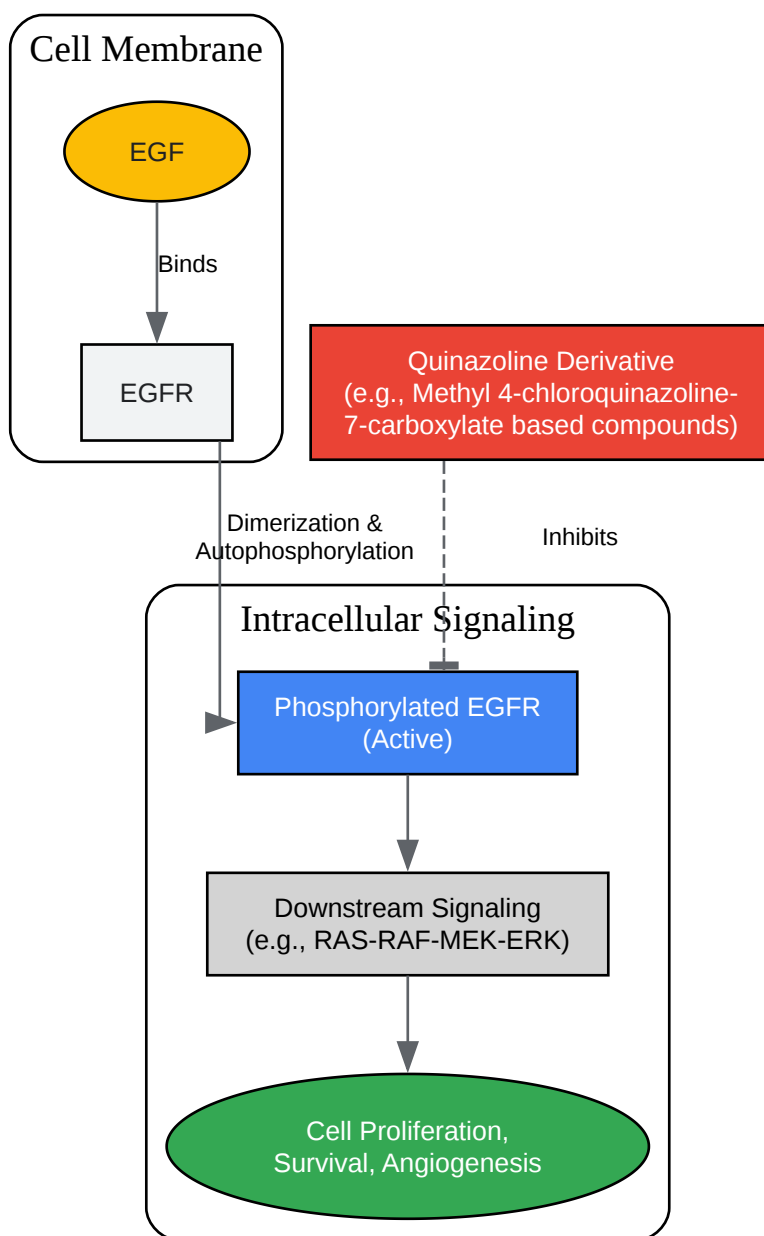 Cell Membrane
EGF
Binds
EGFR
Quinazoline Derivative
(e.g., Methyl 4-chloroquinazoline-
7-carboxylate based compounds)
Dimerization &
Autophosphorylation
Inhibits
Intracellular Signaling
Phosphorylated EGFR
(Active)
Downstream Signaling
(e.g., RAS-RAF-MEK-ERK)
Cell Proliferation,
Survival, Angiogenesis